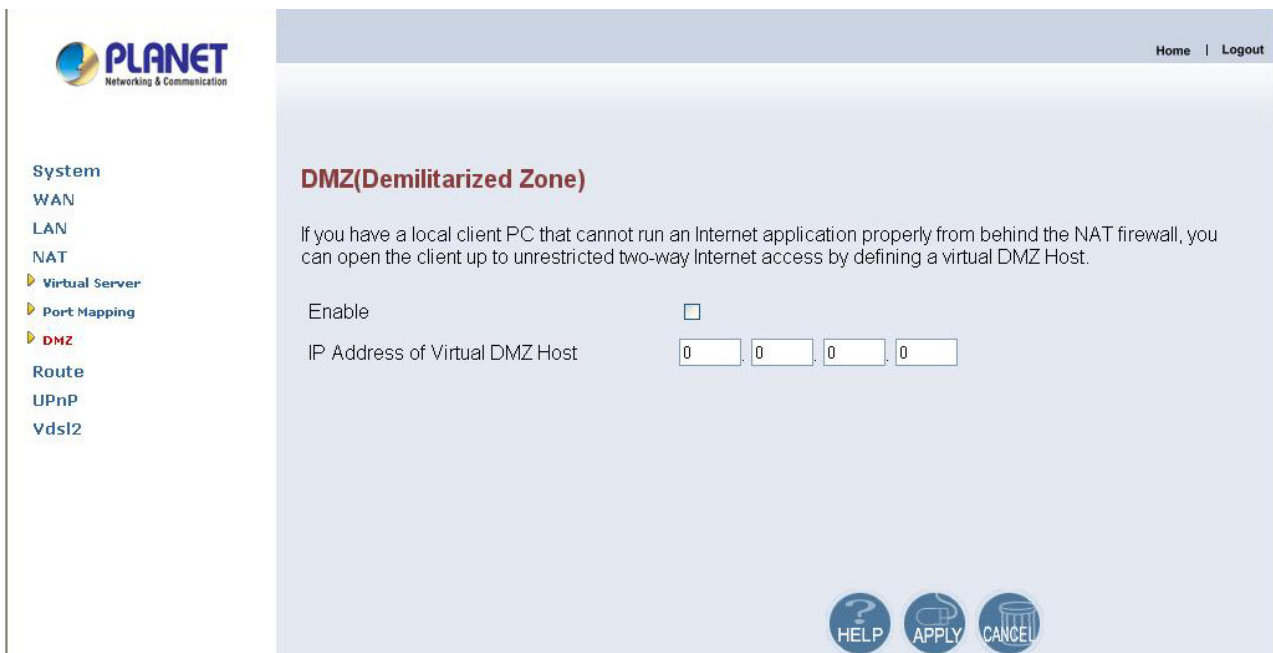 PLANET
Networking & Communication
Home | Logout
System
WAN
LAN
NAT
Virtual Server
Port Mapping
DMZ
Route
UPnP
Vdsl2
DMZ(Demilitarized Zone)
If you have a local client PC that cannot run an Internet application properly from behind the NAT firewall, you
can open the client up to unrestricted two-way Internet access by defining a virtual DMZ Host.
Enable
IP Address of Virtual DMZ Host 0 . 0 . 0 . 0
? HELP APPLY CANCEL